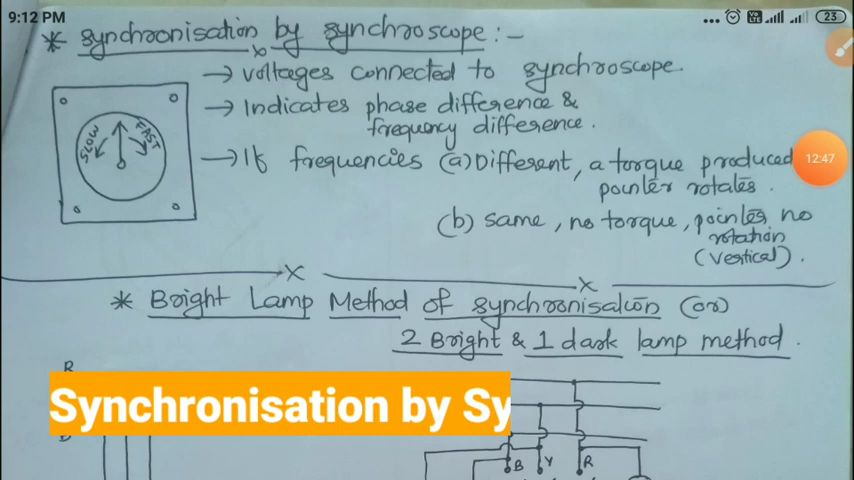 9:12 PM
23
* Synchronisation by synchroscope :-
→ Voltages connected to synchroscope.
→ Indicates phase difference &
frequency difference.
→ If frequencies (a) Different, a torque produced
pointer rotates.
(b) same, no torque, pointer no
rotation
(vertical).
SLOW
FAST
12:47
* Bright Lamp Method of synchronisation (or)
2 Bright & 1 dark lamp method.
R
Synchronisation by Sy
B Y R